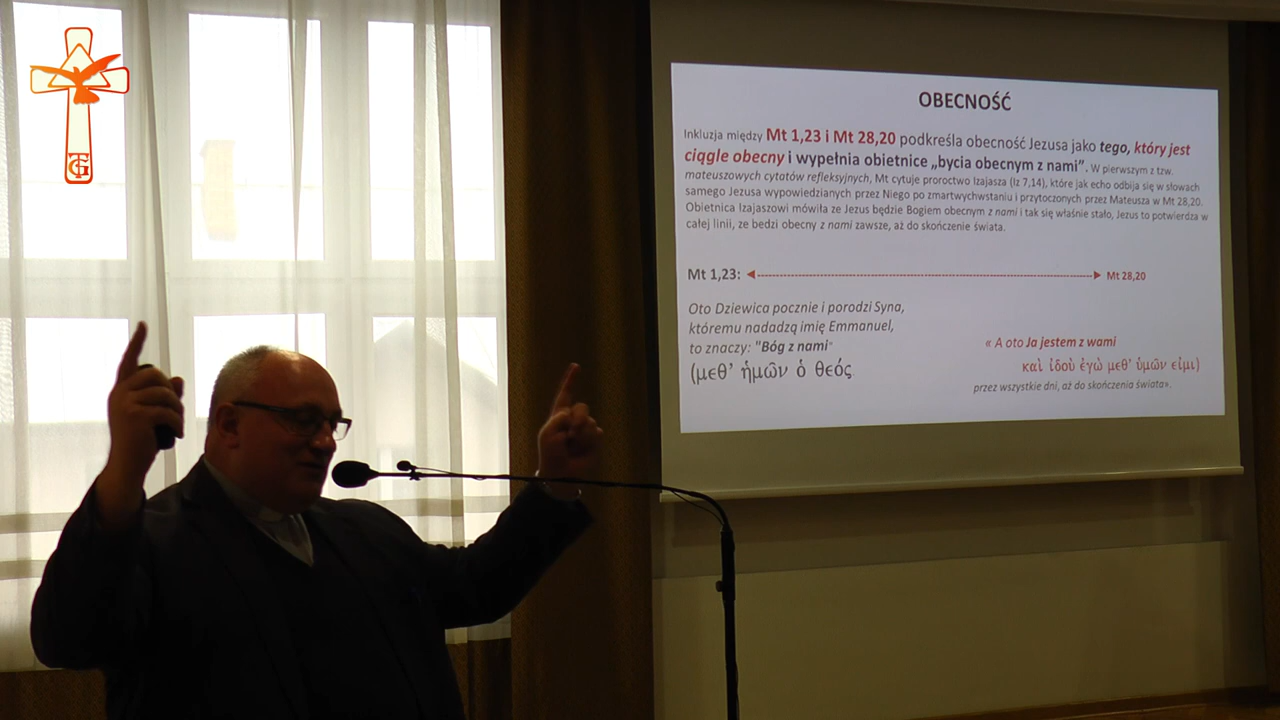 OBECNOŚĆ
Inkluzja między Mt 1,23 i Mt 28,20 podkreśla obecność Jezusa jako tego, który jest
ciągle obecny i wypełnia obietnice „bycia obecnym z nami”. W pierwszym z tzw.
mateuszowych cytatów refleksyjnych, Mt cytuje proroctwo Izajasza (Iz 7,14), które jak echo odbija się w słowach
samego Jezusa wypowiedzianych przez Niego po zmartwychwstaniu i przytoczonych przez Mateusza w Mt 28,20.
Obietnica Izajaszowi mówiła ze Jezus będzie Bogiem obecnym z nami i tak się właśnie stało, Jezus to potwierdza w
całej linii, ze bedzi obecny z nami zawsze, aż do skończenie świata.
Mt 1,23: Mt 28,20
Oto Dziewica pocznie i porodzi Syna,
któremu nadadzą imię Emmanuel,
to znaczy: "Bóg z nami"
(μεθ’ ἡμῶν ὁ θεός
« A oto Ja jestem z wami
καὶ ἰδοὺ ἐγὼ μεθ’ ὑμῶν εἰμι)
przez wszystkie dni, aż do skończenia świata».